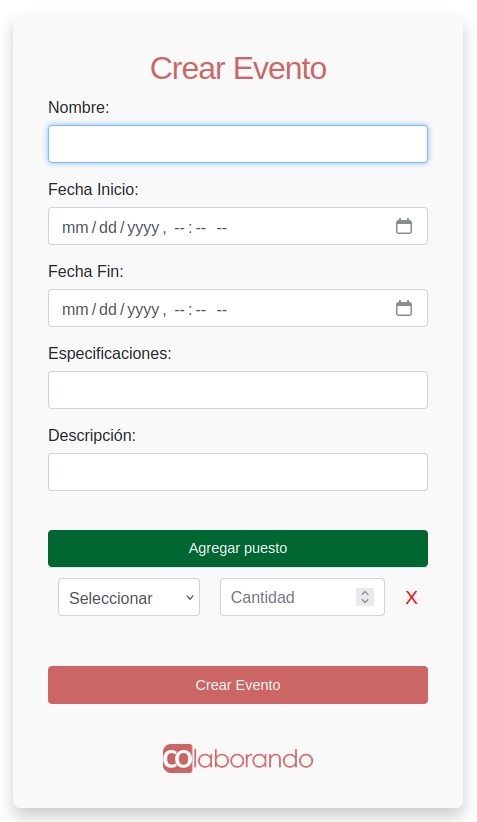 Crear Evento
Nombre:
Fecha Inicio:
mm/dd/yyyy, --:-- --
Fecha Fin:
mm/dd/yyyy, --:-- --
Especificaciones:
Descripción:
Agregar puesto
Seleccionar Cantidad X
Crear Evento
COlaborando